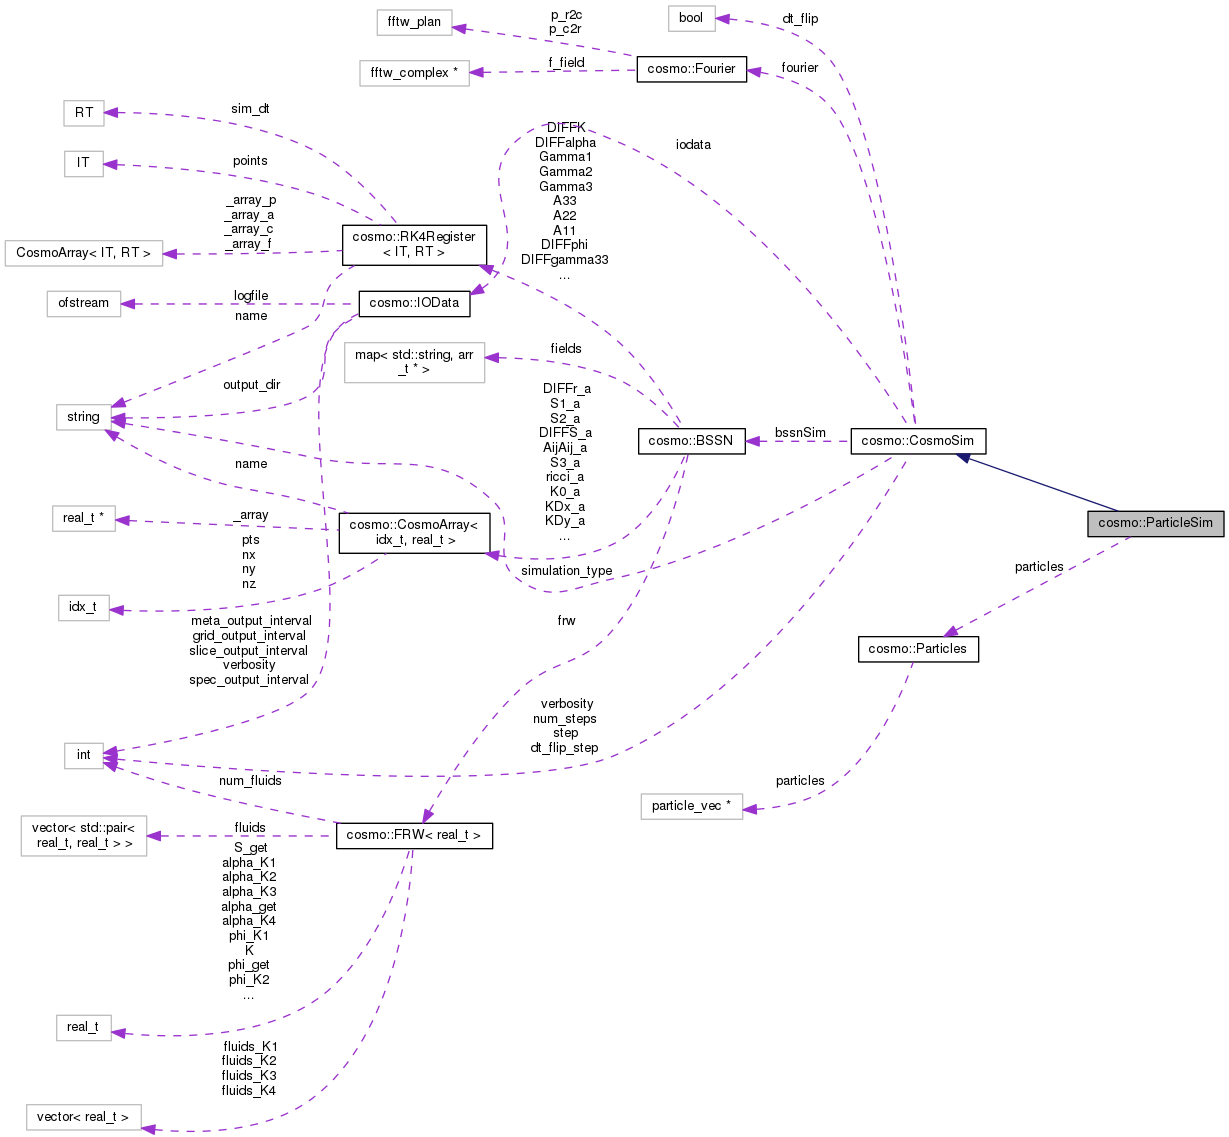 p_r2c
p_c2r
fftw_plan
bool
dt_flip
cosmo::Fourier
fourier
f_field
fftw_complex *
RT
sim_dt
IT
points
_array_p
_array_a
_array_c
_array_f
CosmoArray< IT, RT >
cosmo::RK4Register
< IT, RT >
DIFFK
DIFFalpha
Gamma1
Gamma2
Gamma3
A33
A22
A11
DIFFphi
DIFFgamma33
...
iodata
ofstream
logfile
name
cosmo::IOData
map< std::string, arr
_t * >
fields
output_dir
string
DIFFr_a
S1_a
S2_a
DIFFS_a
AijAij_a
S3_a
ricci_a
K0_a
KDx_a
KDy_a
...
cosmo::BSSN
bssnSim
cosmo::CosmoSim
name
real_t *
_array
cosmo::CosmoArray<
idx_t, real_t >
cosmo::ParticleSim
pts
nx
ny
nz
idx_t
simulation_type
particles
frw
meta_output_interval
grid_output_interval
slice_output_interval
verbosity
spec_output_interval
cosmo::Particles
verbosity
num_steps
step
dt_flip_step
int
num_fluids
particles
particle_vec *
vector< std::pair<
real_t, real_t > >
fluids
cosmo::FRW< real_t >
S_get
alpha_K1
alpha_K2
alpha_K3
alpha_get
alpha_K4
phi_K1
K
phi_get
phi_K2
...
real_t
fluids_K1
fluids_K2
fluids_K3
fluids_K4
vector< real_t >